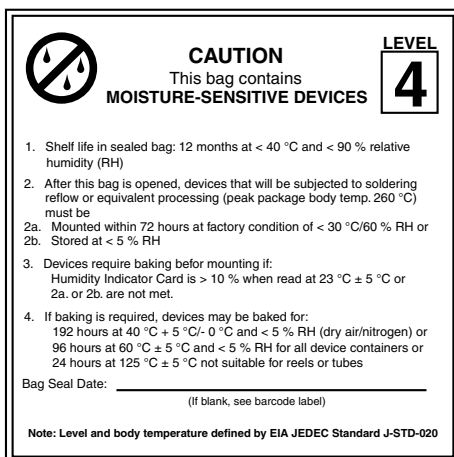 CAUTION
This bag contains
MOISTURE-SENSITIVE DEVICES
LEVEL
4
1. Shelf life in sealed bag: 12 months at < 40 °C and < 90 % relative
humidity (RH)
2. After this bag is opened, devices that will be subjected to soldering
reflow or equivalent processing (peak package body temp. 260 °C)
must be
2a. Mounted within 72 hours at factory condition of < 30 °C/60 % RH or
2b. Stored at < 5 % RH
3. Devices require baking befor mounting if:
Humidity Indicator Card is > 10 % when read at 23 °C ± 5 °C or
2a. or 2b. are not met.
4. If baking is required, devices may be baked for:
192 hours at 40 °C + 5 °C/- 0 °C and < 5 % RH (dry air/nitrogen) or
96 hours at 60 °C ± 5 °C and < 5 % RH for all device containers or
24 hours at 125 °C ± 5 °C not suitable for reels or tubes
Bag Seal Date:
(If blank, see barcode label)
Note: Level and body temperature defined by EIA JEDEC Standard J-STD-020